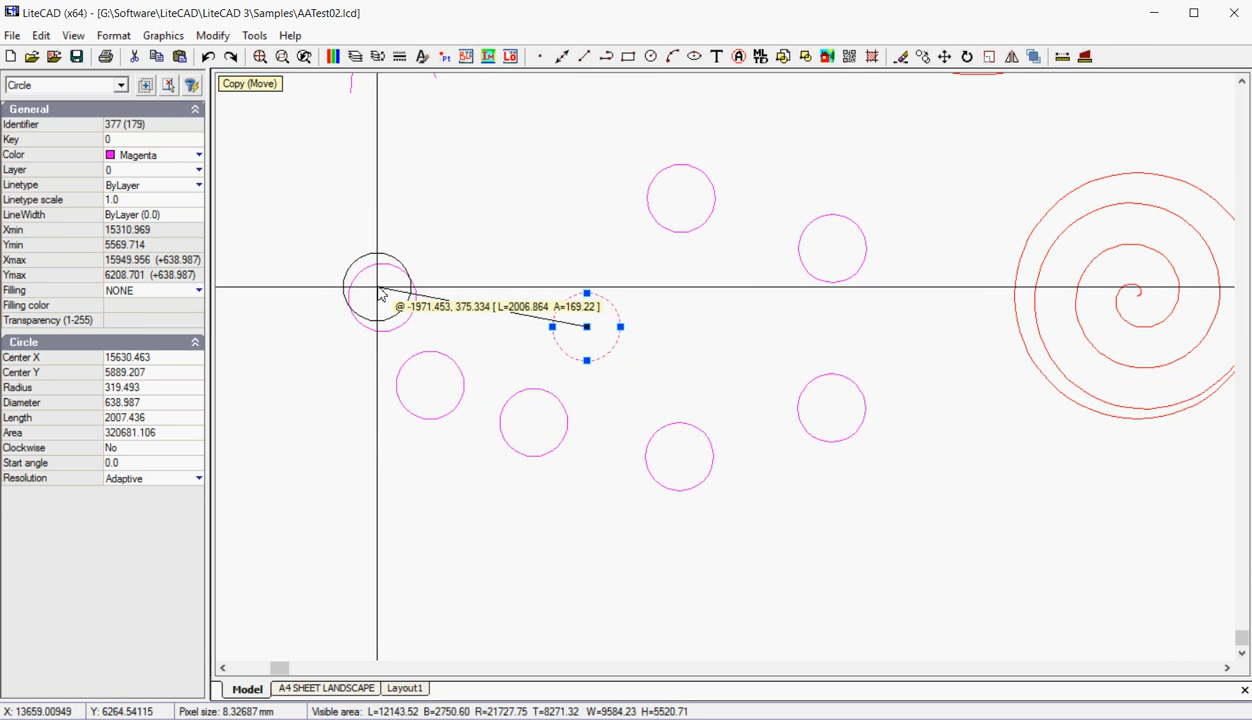 LiteCAD (x64) - [G:\Software\LiteCAD\LiteCAD 3\Samples\AATest02.lcd]
File Edit View Format Graphics Tools Help
Circle
Copy (Move)
General
Identifier 377 (179)
Key 0
Color Magenta
Layer 0
Linetype ByLayer
Linetype scale 1.0
LineWidth ByLayer (0.0)
Xmin 15310.969
Ymin 5569.714
Xmax 15949.956 (+638.987)
Ymax 6208.701 (+638.987)
Filling NONE
Filling color
Transparency (1-255)
Circle
Center X 15630.463
Center Y 5889.207
Radius 319.493
Diameter 638.987
Length 2007.436
Area 320681.106
Clockwise No
Start angle 0.0
Resolution Adaptive
@ -1971.453, 375.334 [ L=2006.864 A=169.22 ]
Model A4 SHEET LANDSCAPE Layout1
X: 13659.00949 Y: 6264.54115 Pixel size: 8.32687 mm Visible area: L=12143.52 B=2750.60 R=21727.75 T=8271.32 W=9584.23 H=5520.71